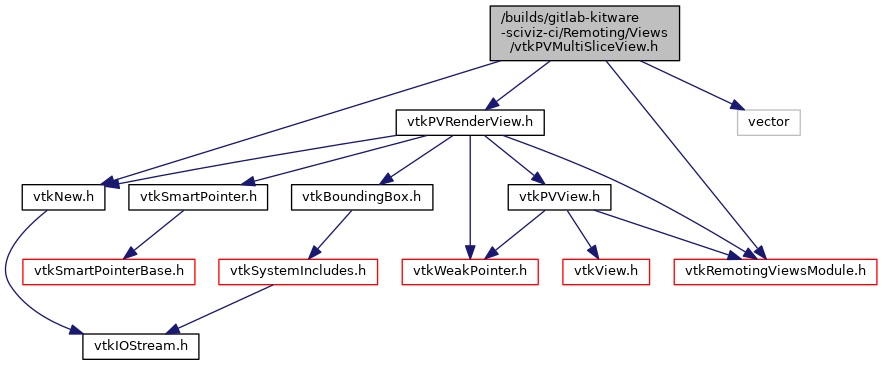 /builds/gitlab-kitware
-sciviz-ci/Remoting/Views
/vtkPVMultiSliceView.h
vtkPVRenderView.h
vector
vtkNew.h
vtkSmartPointer.h
vtkBoundingBox.h
vtkPVView.h
vtkSmartPointerBase.h
vtkSystemIncludes.h
vtkWeakPointer.h
vtkView.h
vtkRemotingViewsModule.h
vtkIOStream.h